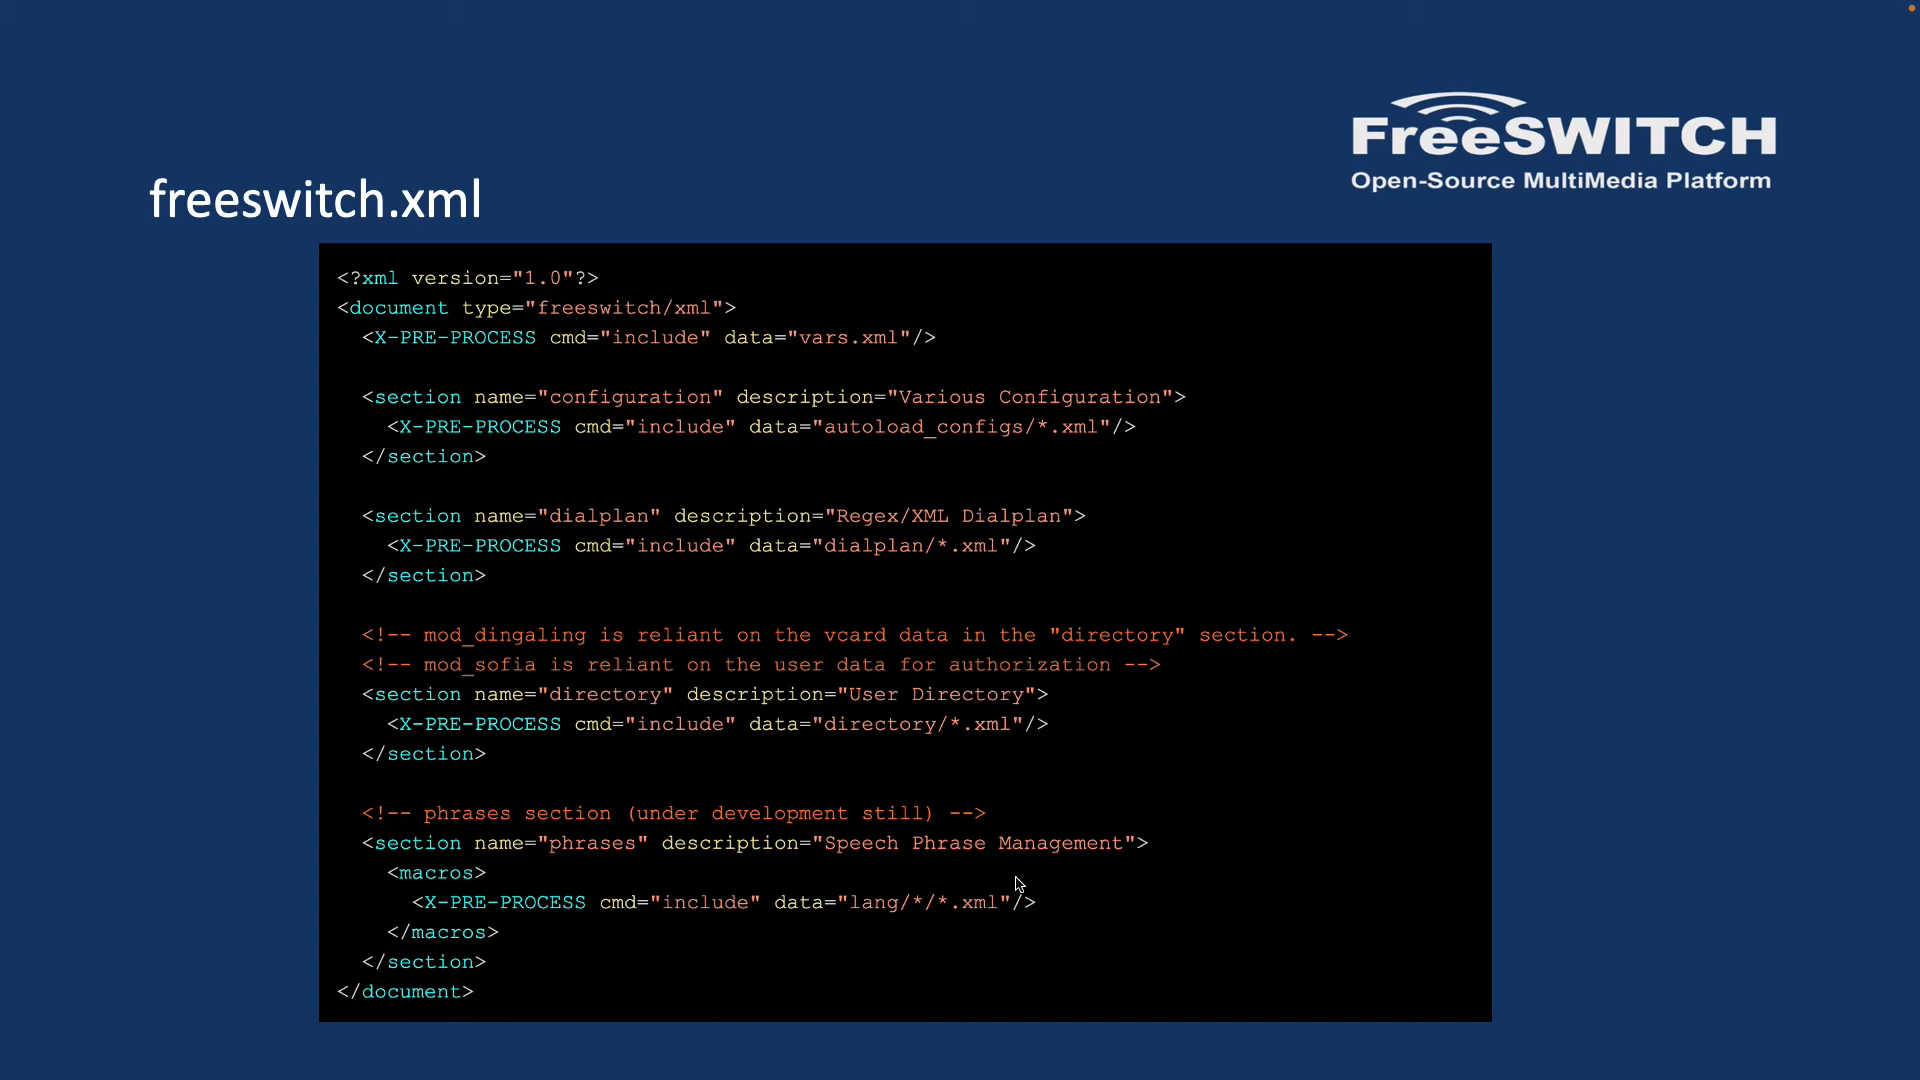 FreeSWITCH
Open-Source MultiMedia Platform
freeswitch.xml
<?xml version="1.0"?>
<document type="freeswitch/xml">
  <X-PRE-PROCESS cmd="include" data="vars.xml"/>

  <section name="configuration" description="Various Configuration">
    <X-PRE-PROCESS cmd="include" data="autoload_configs/*.xml"/>
  </section>

  <section name="dialplan" description="Regex/XML Dialplan">
    <X-PRE-PROCESS cmd="include" data="dialplan/*.xml"/>
  </section>

  <!-- mod_dingaling is reliant on the vcard data in the "directory" section. -->
  <!-- mod_sofia is reliant on the user data for authorization -->
  <section name="directory" description="User Directory">
    <X-PRE-PROCESS cmd="include" data="directory/*.xml"/>
  </section>

  <!-- phrases section (under development still) -->
  <section name="phrases" description="Speech Phrase Management">
    <macros>
      <X-PRE-PROCESS cmd="include" data="lang/*/*.xml"/>
    </macros>
  </section>
</document>